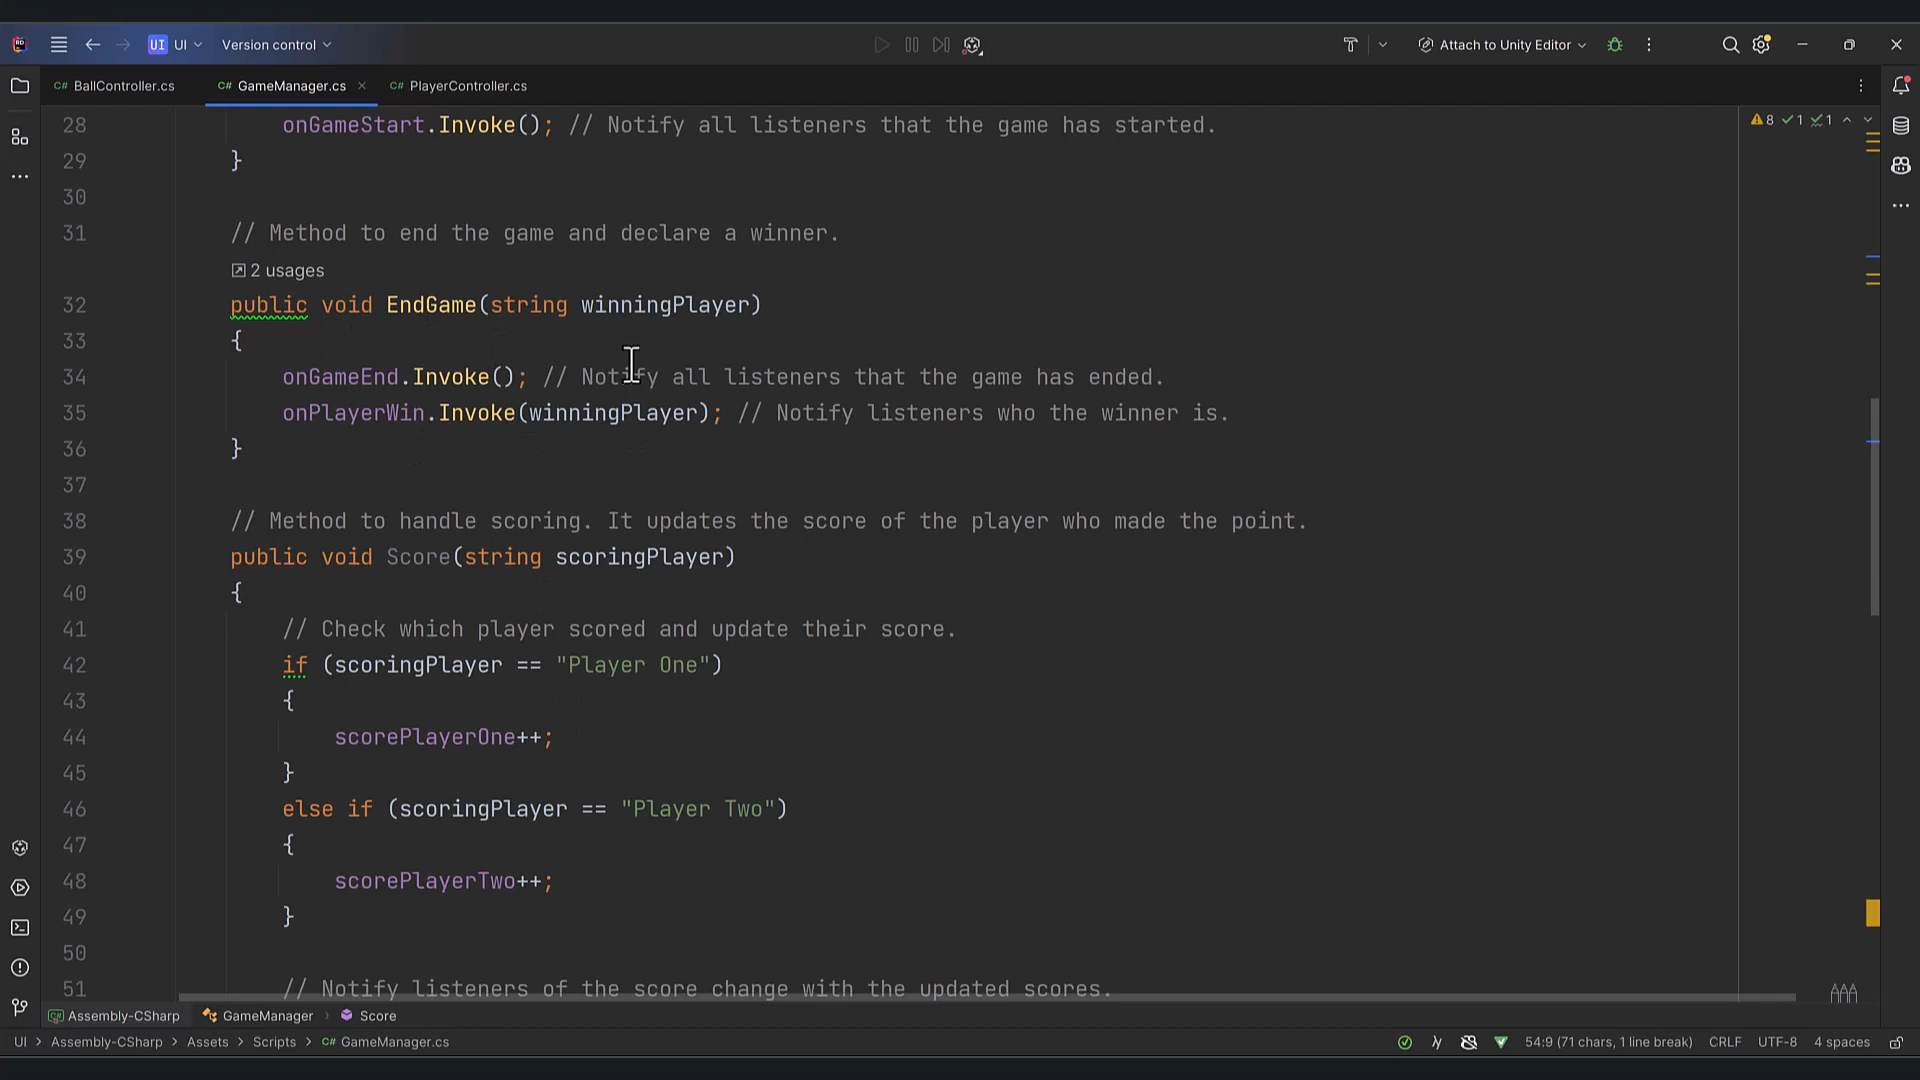 UI UI Version control Attach to Unity Editor
C# BallController.cs C# GameManager.cs C# PlayerController.cs
8 1 1
28 onGameStart.Invoke(); // Notify all listeners that the game has started.
29 }
30
31 // Method to end the game and declare a winner.
2 usages
32 public void EndGame(string winningPlayer)
33 {
34 onGameEnd.Invoke(); // Notify all listeners that the game has ended.
35 onPlayerWin.Invoke(winningPlayer); // Notify listeners who the winner is.
36 }
37
38 // Method to handle scoring. It updates the score of the player who made the point.
39 public void Score(string scoringPlayer)
40 {
41 // Check which player scored and update their score.
42 if (scoringPlayer == "Player One")
43 {
44 scorePlayerOne++;
45 }
46 else if (scoringPlayer == "Player Two")
47 {
48 scorePlayerTwo++;
49 }
50
51 // Notify listeners of the score change with the updated scores.
Assembly-CSharp GameManager Score
UI Assembly-CSharp Assets Scripts C# GameManager.cs 54:9 (71 chars, 1 line break) CRLF UTF-8 4 spaces